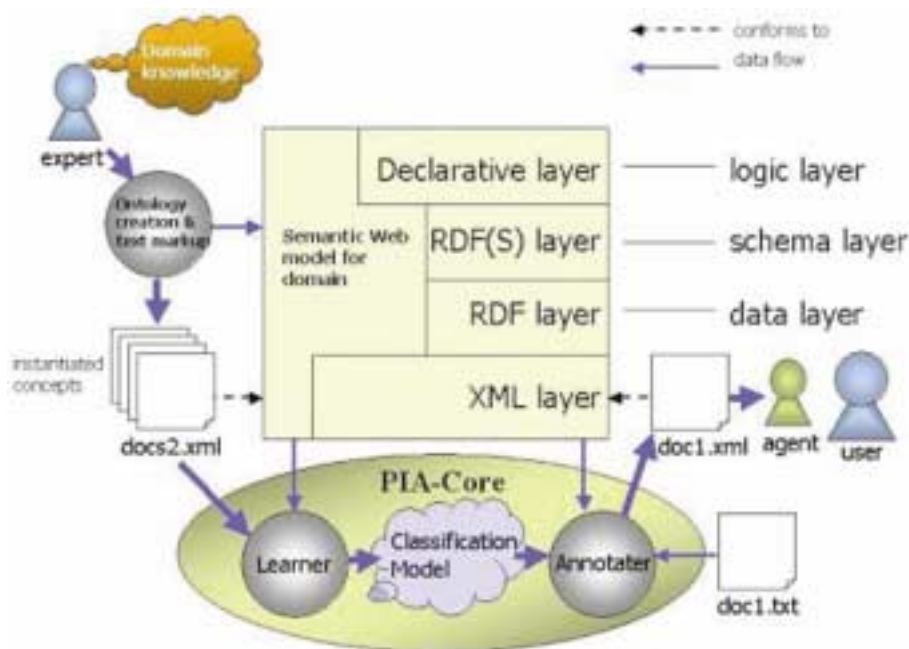 Domain
knowledge
conforms to
data flow
expert
Ontology
creation &
text markup
Declarative layer
logic layer
Semantic Web
model for
domain
RDF(S) layer
schema layer
RDF layer
data layer
instantiated
concepts
XML layer
docs2.xml
doc1.xml
agent
user
PIA-Core
Learner
Classification
Model
Annotater
doc1.txt